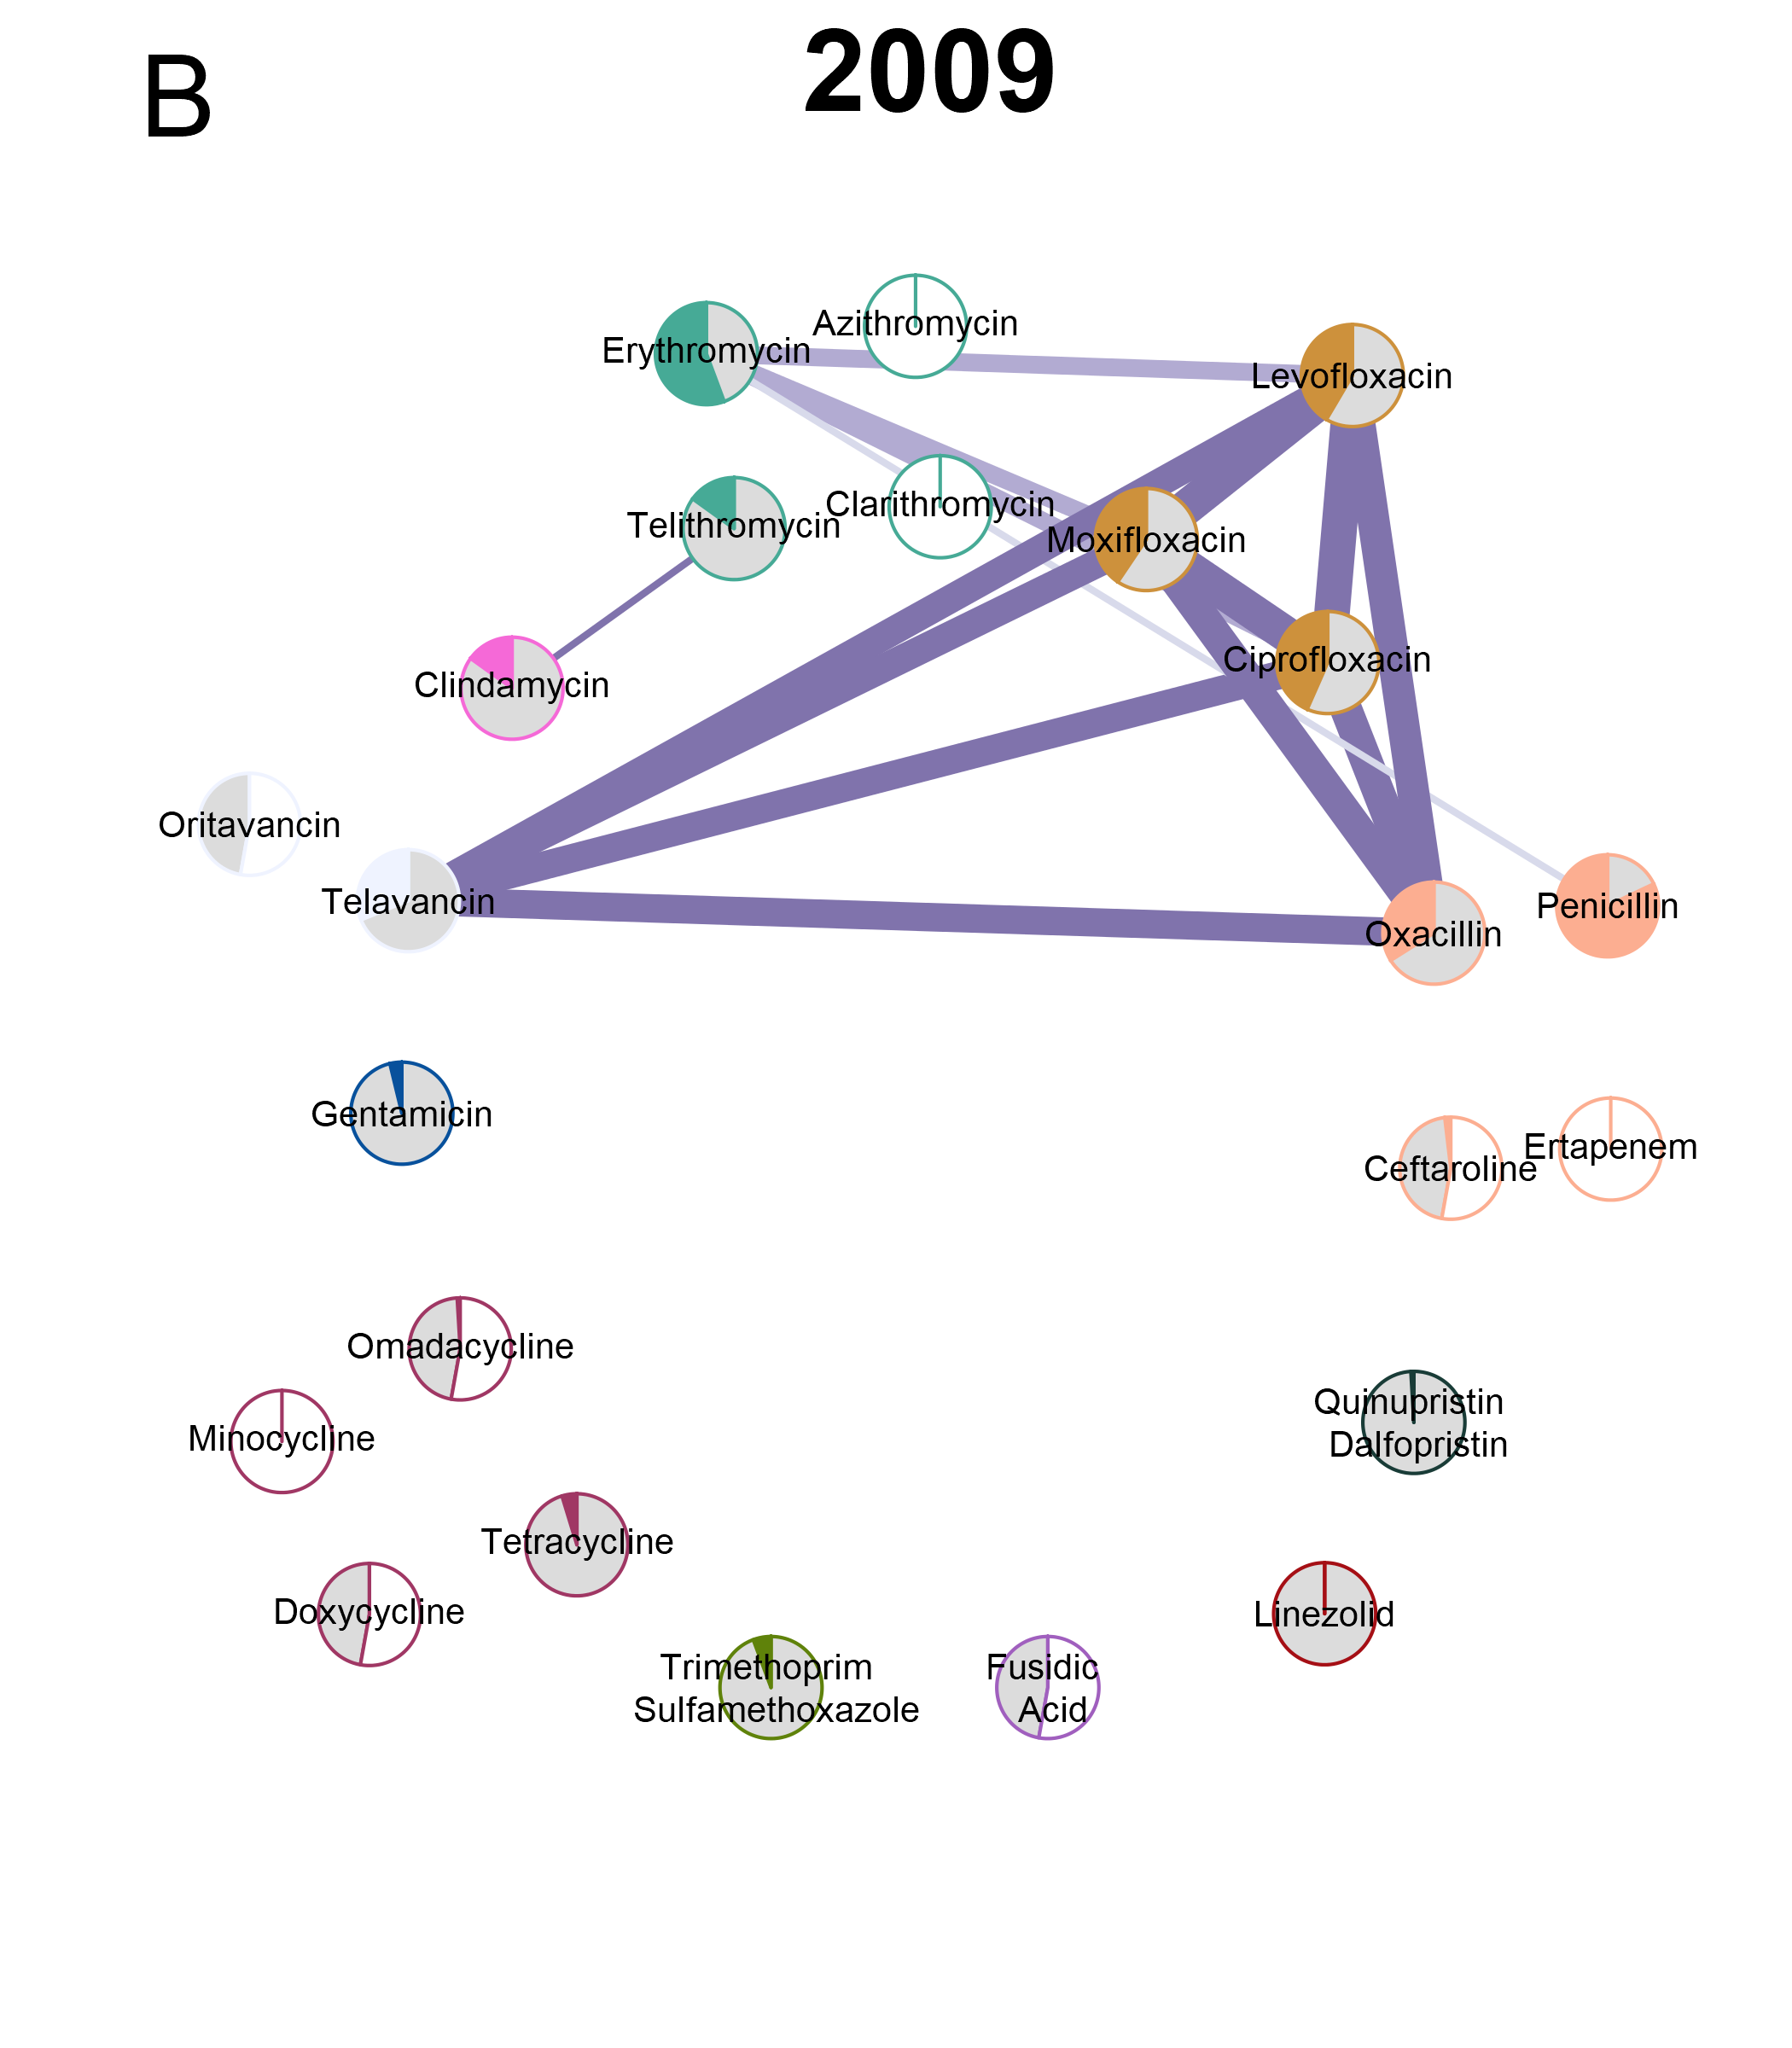 B
2009
Azithromycin
Erythromycin
Levofloxacin
Clarithromycin
Telithromycin
Moxifloxacin
Ciprofloxacin
Clindamycin
Oritavancin
Telavancin
Penicillin
Oxacillin
Gentamicin
Ertapenem
Ceftaroline
Omadacycline
Quinupristin
Dalfopristin
Minocycline
Tetracycline
Doxycycline
Linezolid
Trimethoprim
Sulfamethoxazole
Fusidic
Acid